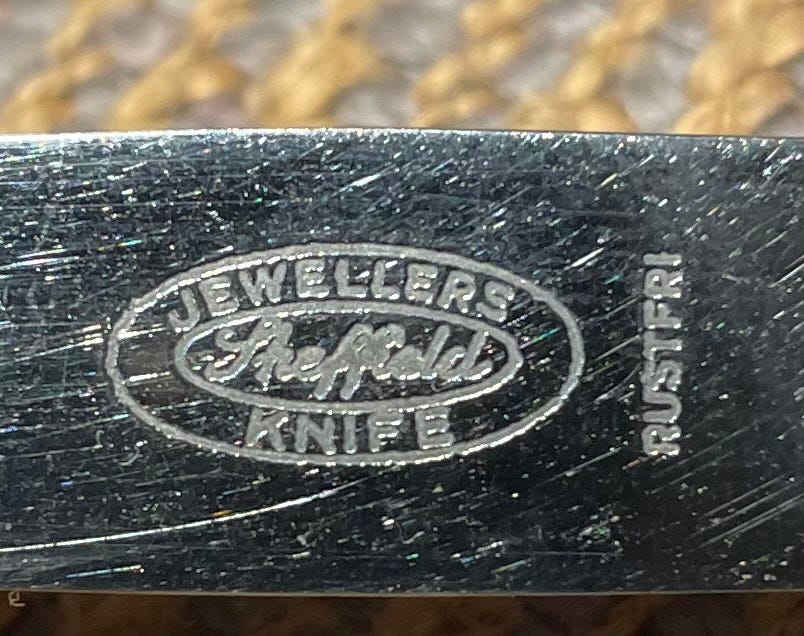 JEWELLERS
Sheffield
KNIFE
RUSTFRI
e